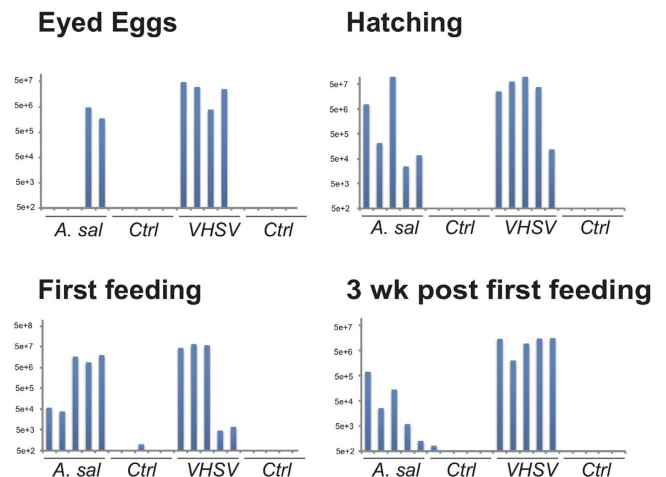 Eyed Eggs
5e+7
5e+6
5e+5
5e+4
5e+3
5e+2
A. sal Ctrl VHSV Ctrl
Hatching
5e+7
5e+6
5e+5
5e+4
5e+3
5e+2
A. sal Ctrl VHSV Ctrl
First feeding
5e+8
5e+7
5e+6
5e+5
5e+4
5e+3
5e+2
A. sal Ctrl VHSV Ctrl
3 wk post first feeding
5e+7
5e+6
5e+5
5e+4
5e+3
5e+2
A. sal Ctrl VHSV Ctrl